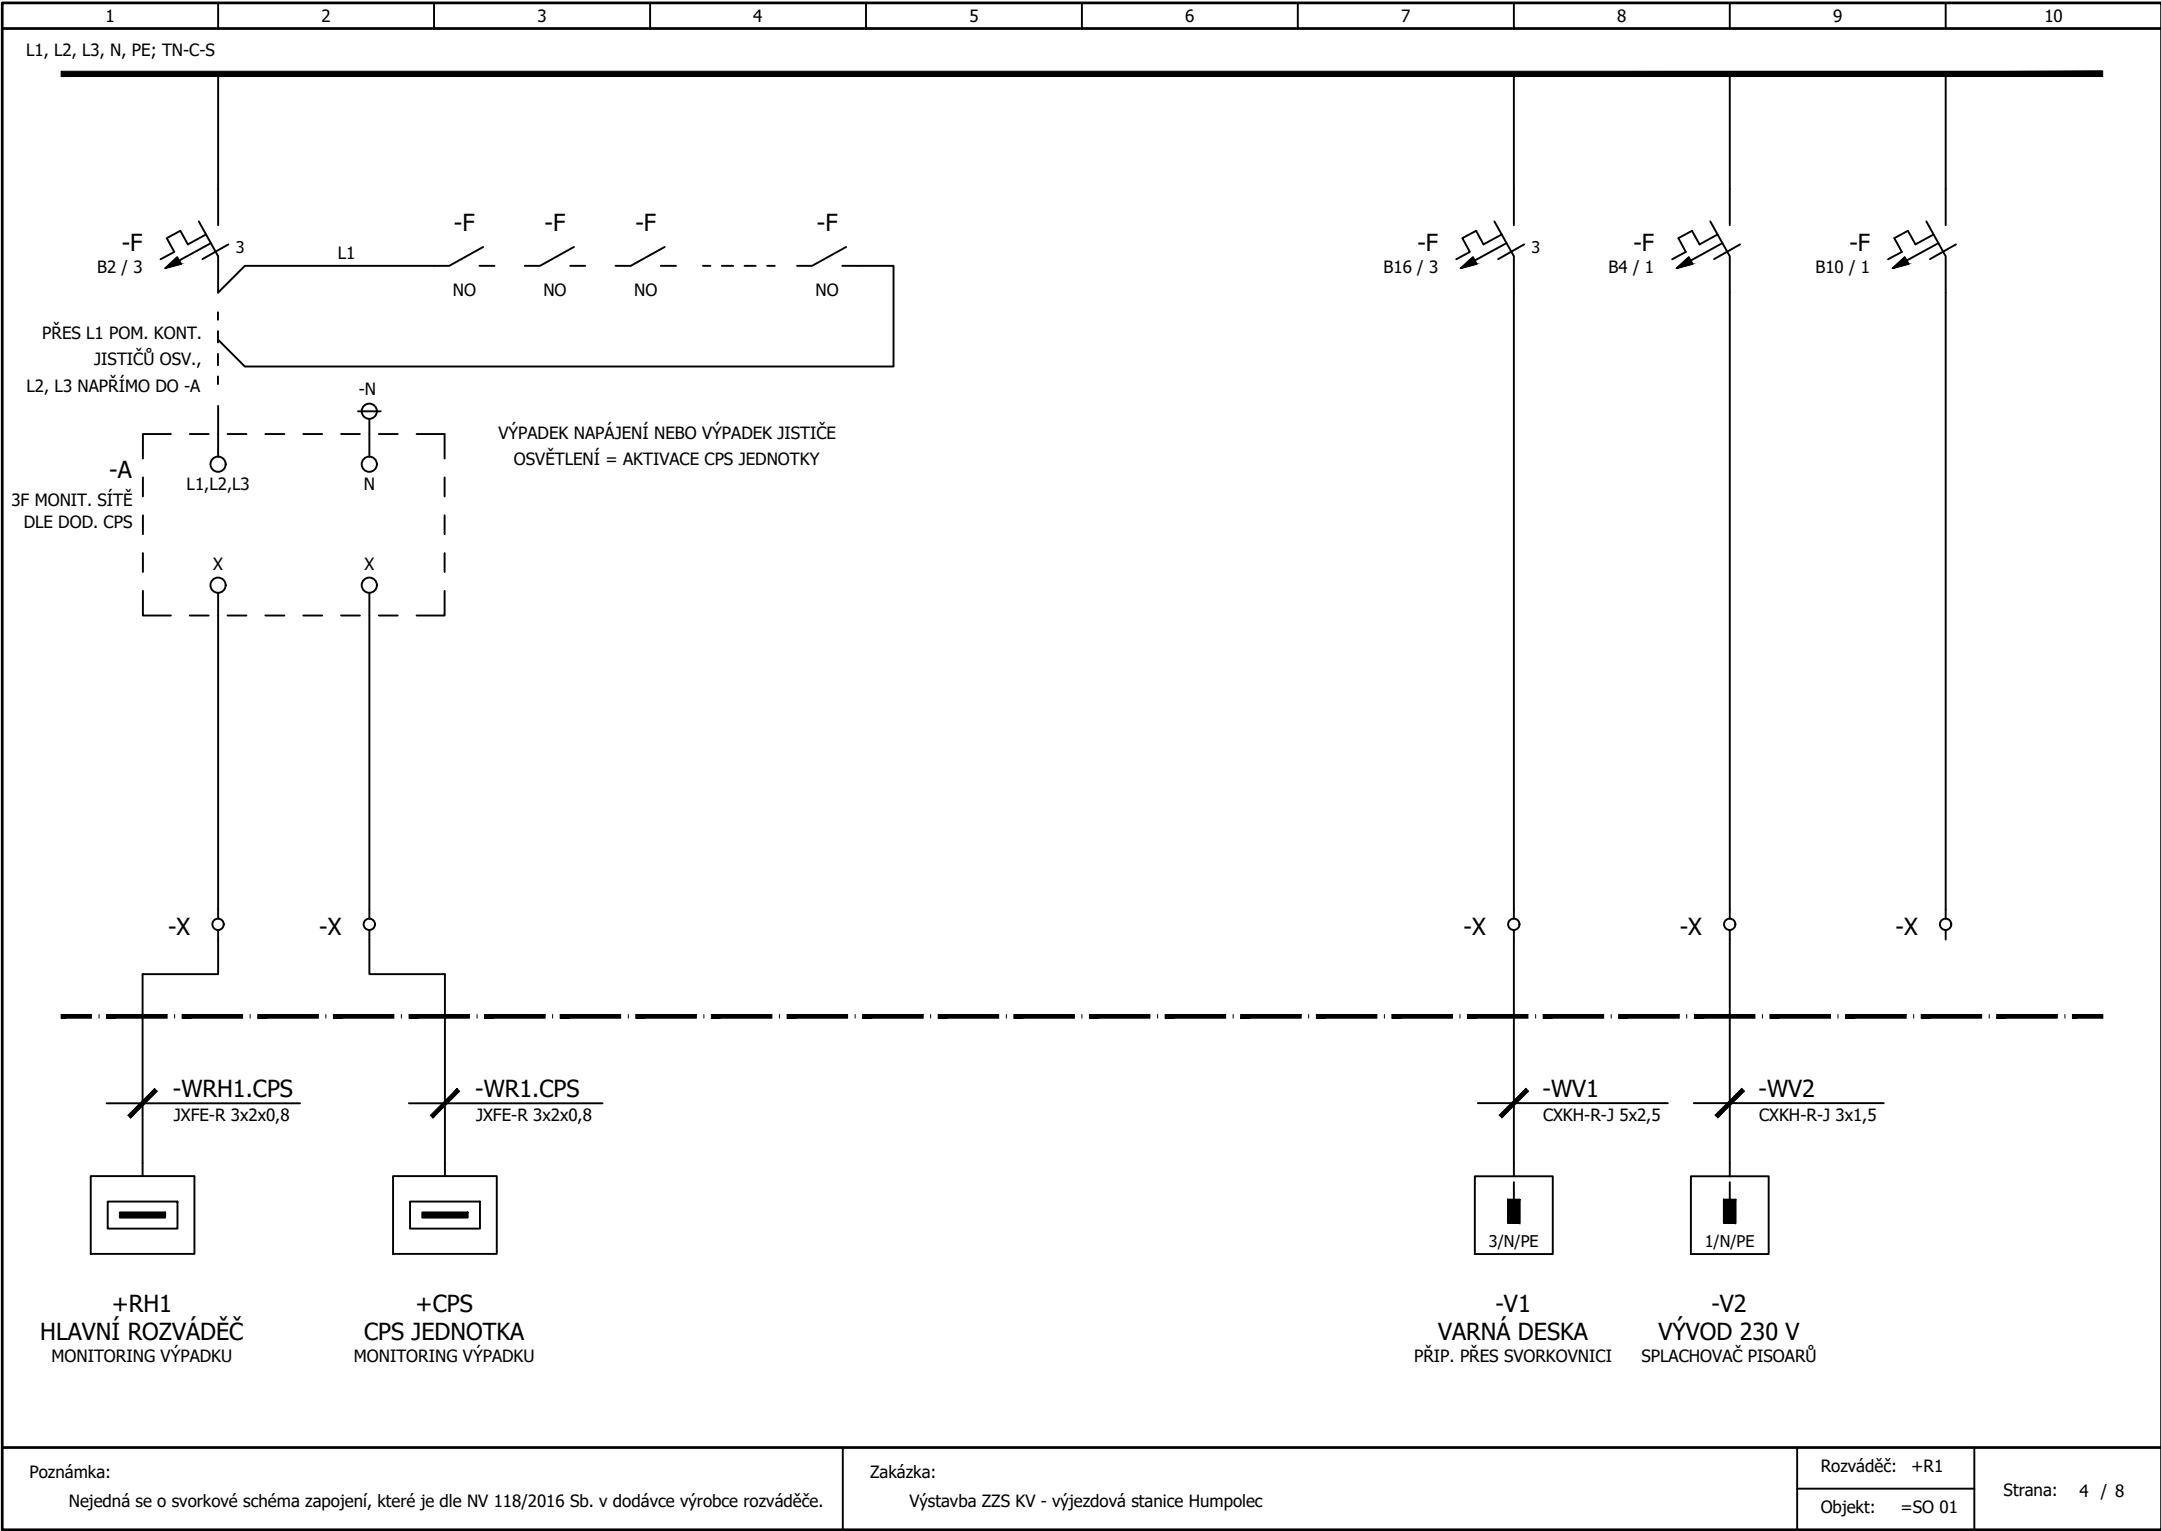 1 2 3 4 5 6 7 8 9 10
L1, L2, L3, N, PE; TN-C-S
-F
B2 / 3
3
L1
-F -F -F -F
NO NO NO NO
-F
B16 / 3
3
-F
B4 / 1
-F
B10 / 1
PŘES L1 POM. KONT.
JISTIČŮ OSV.,
L2, L3 NAPŘÍMO DO -A
-N
VÝPADEK NAPÁJENÍ NEBO VÝPADEK JISTIČE
OSVĚTLENÍ = AKTIVACE CPS JEDNOTKY
-A
3F MONIT. SÍTĚ
DLE DOD. CPS
L1,L2,L3
N
X X
-X -X -X -X -X
-WRH1.CPS
JXFE-R 3x2x0,8
-WR1.CPS
JXFE-R 3x2x0,8
-WV1
CXKH-R-J 5x2,5
-WV2
CXKH-R-J 3x1,5
3/N/PE
1/N/PE
+RH1
HLAVNÍ ROZVÁDĚČ
MONITORING VÝPADKU
+CPS
CPS JEDNOTKA
MONITORING VÝPADKU
-V1
VARNÁ DESKA
PŘIP. PŘES SVORKOVNICI
-V2
VÝVOD 230 V
SPLACHOVAČ PISOARŮ
Poznámka:
Nejedná se o svorkové schéma zapojení, které je dle NV 118/2016 Sb. v dodávce výrobce rozváděče.
Zakázka:
Výstavba ZZS KV - výjezdová stanice Humpolec
Rozváděč: +R1
Objekt: =SO 01
Strana: 4 / 8